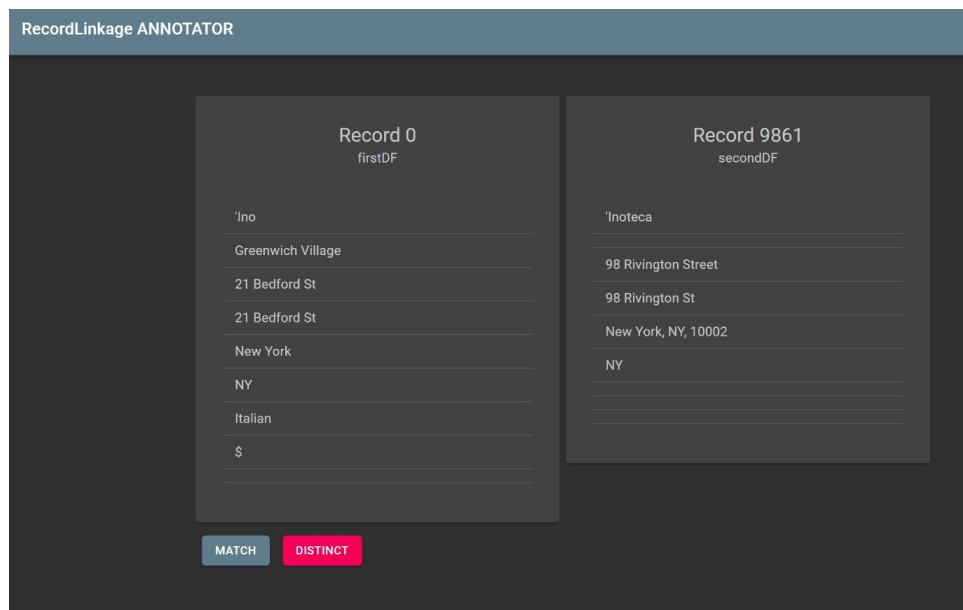 RecordLinkage ANNOTATOR
Record 0
firstDF
'Ino
Greenwich Village
21 Bedford St
21 Bedford St
New York
NY
Italian
$
Record 9861
secondDF
'Inoteca
98 Rivington Street
98 Rivington St
New York, NY, 10002
NY
MATCH
DISTINCT